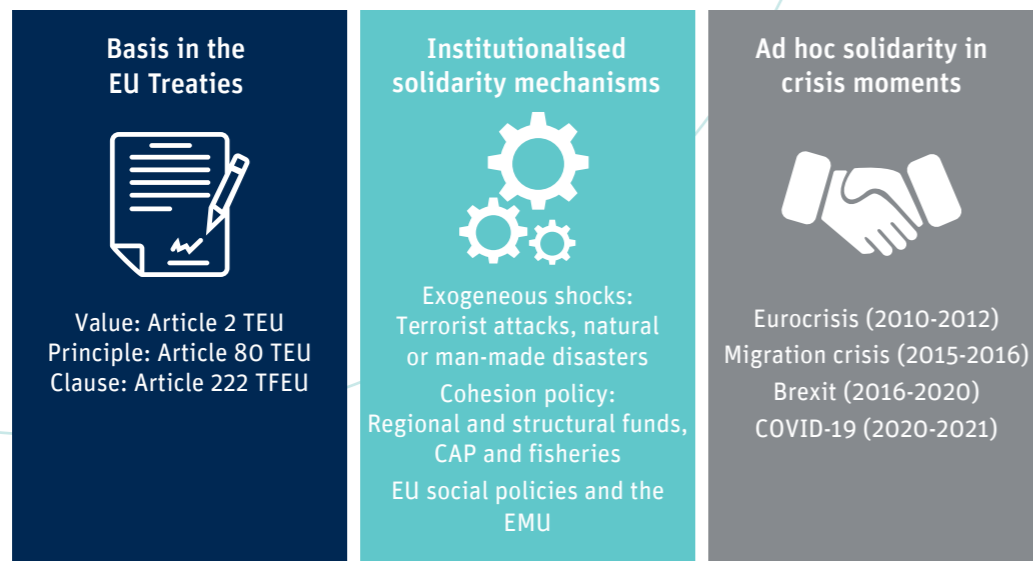 Basis in the
EU Treaties
Value: Article 2 TEU
Principle: Article 80 TEU
Clause: Article 222 TFEU
Institutionalised
solidarity mechanisms
Exogeneous shocks:
Terrorist attacks, natural
or man-made disasters
Cohesion policy:
Regional and structural funds,
CAP and fisheries
EU social policies and the
EMU
Ad hoc solidarity in
crisis moments
Eurocrisis (2010-2012)
Migration crisis (2015-2016)
Brexit (2016-2020)
COVID-19 (2020-2021)